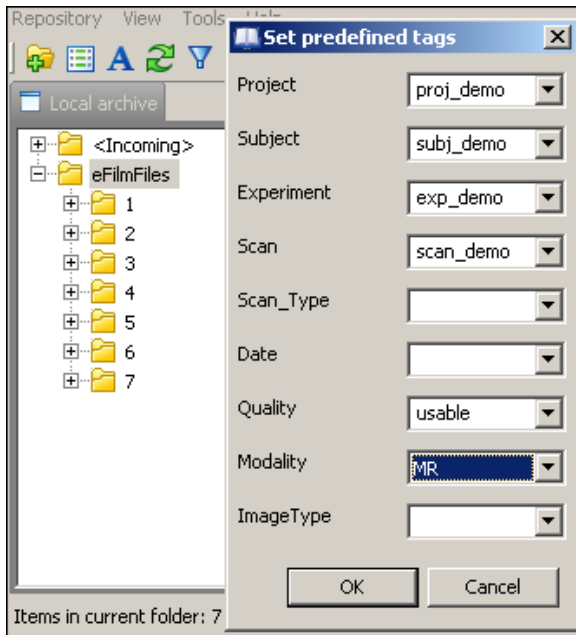 Repository View Tools Help
Set predefined tags
Local archive
<Incoming>
eFilmFiles
1
2
3
4
5
6
7
Items in current folder: 7
Project proj_demo
Subject subj_demo
Experiment exp_demo
Scan scan_demo
Scan_Type
Date
Quality usable
Modality MR
ImageType
OK Cancel